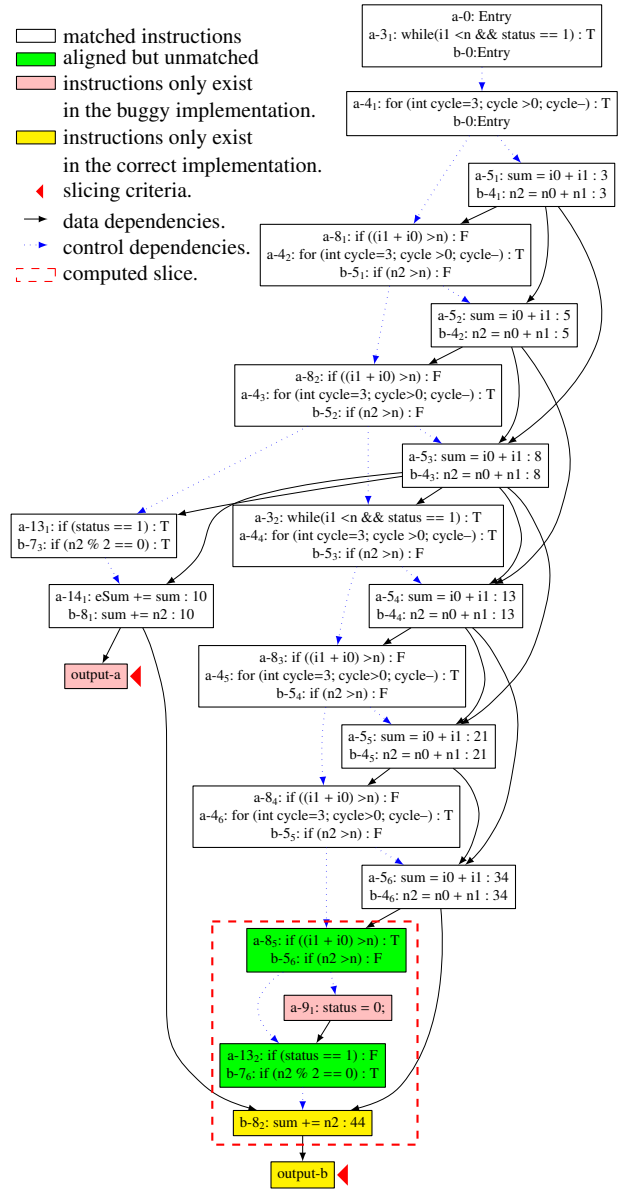 matched instructions
aligned but unmatched
instructions only exist
in the buggy implementation.
instructions only exist
in the correct implementation.
slicing criteria.
data dependencies.
control dependencies.
computed slice.
a-0: Entry
a-3₁: while(i1 <n && status == 1) : T
b-0:Entry
a-4₁: for (int cycle=3; cycle >0; cycle–) : T
b-0:Entry
a-5₁: sum = i0 + i1 : 3
b-4₁: n2 = n0 + n1 : 3
a-8₁: if ((i1 + i0) >n) : F
a-4₂: for (int cycle=3; cycle >0; cycle–) : T
b-5₁: if (n2 >n) : F
a-5₂: sum = i0 + i1 : 5
b-4₂: n2 = n0 + n1 : 5
a-8₂: if ((i1 + i0) >n) : F
a-4₃: for (int cycle=3; cycle>0; cycle–) : T
b-5₂: if (n2 >n) : F
a-5₃: sum = i0 + i1 : 8
b-4₃: n2 = n0 + n1 : 8
a-13₁: if (status == 1) : T
b-7₃: if (n2 % 2 == 0) : T
a-3₂: while(i1 <n && status == 1) : T
a-4₄: for (int cycle=3; cycle >0; cycle–) : T
b-5₃: if (n2 >n) : F
a-14₁: eSum += sum : 10
b-8₁: sum += n2 : 10
a-5₄: sum = i0 + i1 : 13
b-4₄: n2 = n0 + n1 : 13
output-a
a-8₃: if ((i1 + i0) >n) : F
a-4₅: for (int cycle=3; cycle>0; cycle–) : T
b-5₄: if (n2 >n) : F
a-5₅: sum = i0 + i1 : 21
b-4₅: n2 = n0 + n1 : 21
a-8₄: if ((i1 + i0) >n) : F
a-4₆: for (int cycle=3; cycle>0; cycle–) : T
b-5₅: if (n2 >n) : F
a-5₆: sum = i0 + i1 : 34
b-4₆: n2 = n0 + n1 : 34
a-8₅: if ((i1 + i0) >n) : T
b-5₆: if (n2 >n) : F
a-9₁: status = 0;
a-13₂: if (status == 1) : F
b-7₆: if (n2 % 2 == 0) : T
b-8₂: sum += n2 : 44
output-b